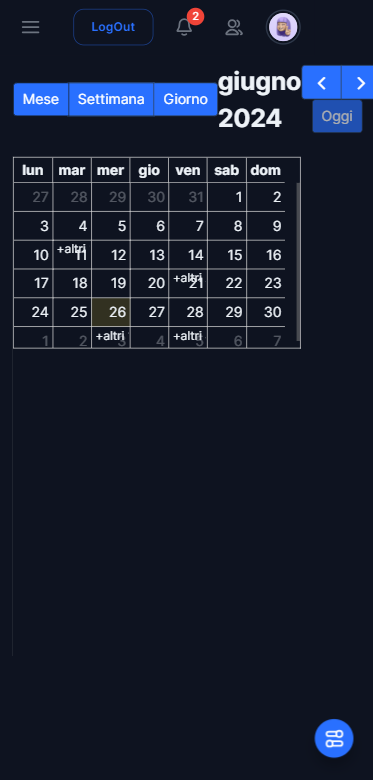 LogOut
2
Mese Settimana Giorno
giugno
2024
Oggi
lun mar mer gio ven sab dom
27 28 29 30 31 1 2
3 4 5 6 7 8 9
+altri
10 11 12 13 14 15 16
+altri
17 18 19 20 21 22 23
24 25 26 27 28 29 30
+altri +altri
1 2 3 4 5 6 7